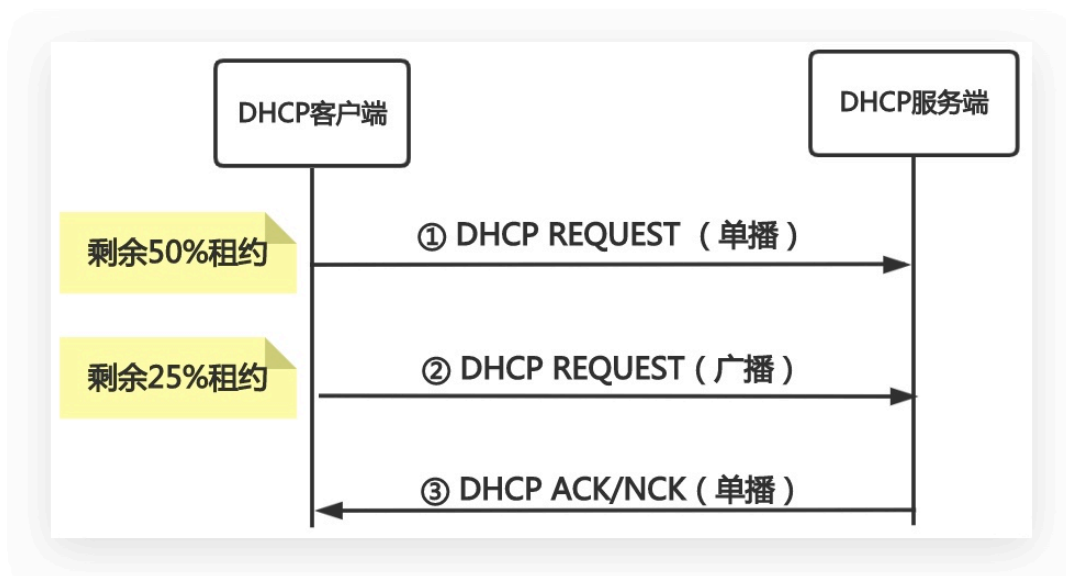 DHCP客户端
DHCP服务端
剩余50%租约
① DHCP REQUEST （单播）
剩余25%租约
② DHCP REQUEST（广播）
③ DHCP ACK/NCK（单播）